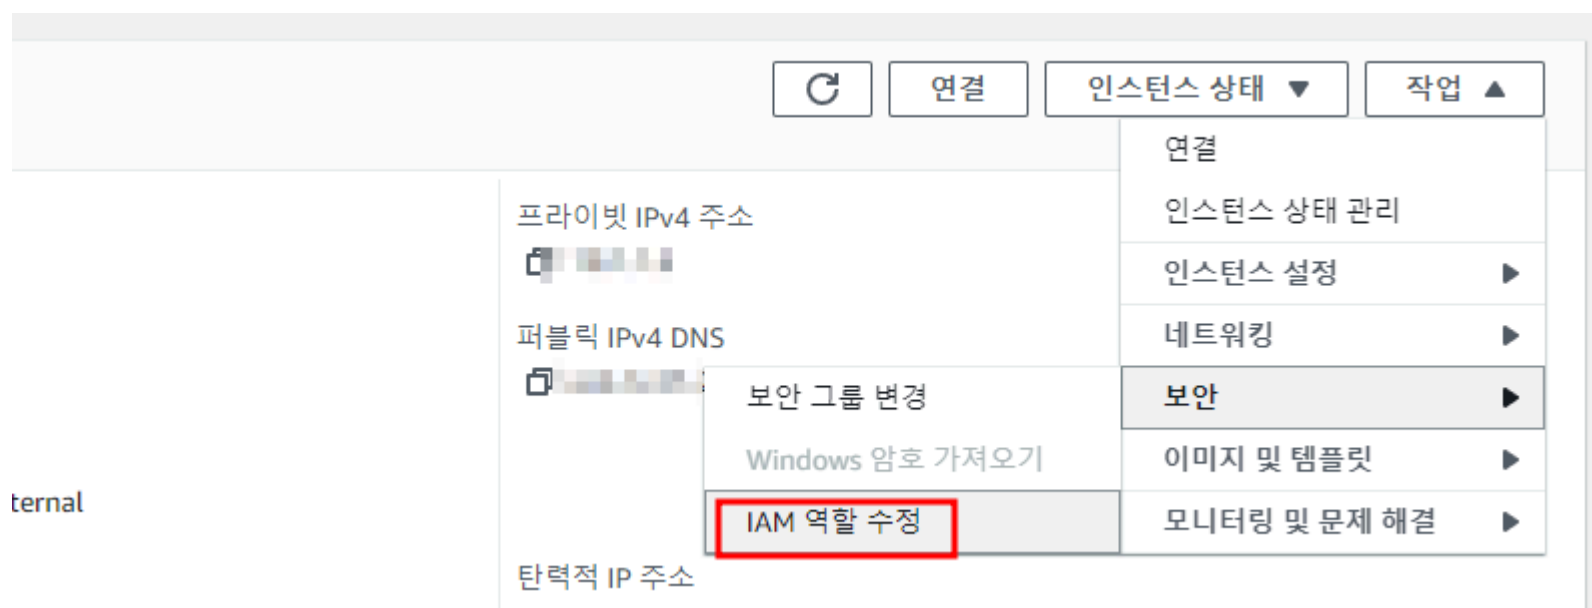 연결
인스턴스 상태
작업
연결
인스턴스 상태 관리
인스턴스 설정
네트워킹
보안
이미지 및 템플릿
모니터링 및 문제 해결
보안 그룹 변경
Windows 암호 가져오기
IAM 역할 수정
프라이빗 IPv4 주소
퍼블릭 IPv4 DNS
탄력적 IP 주소
ternal